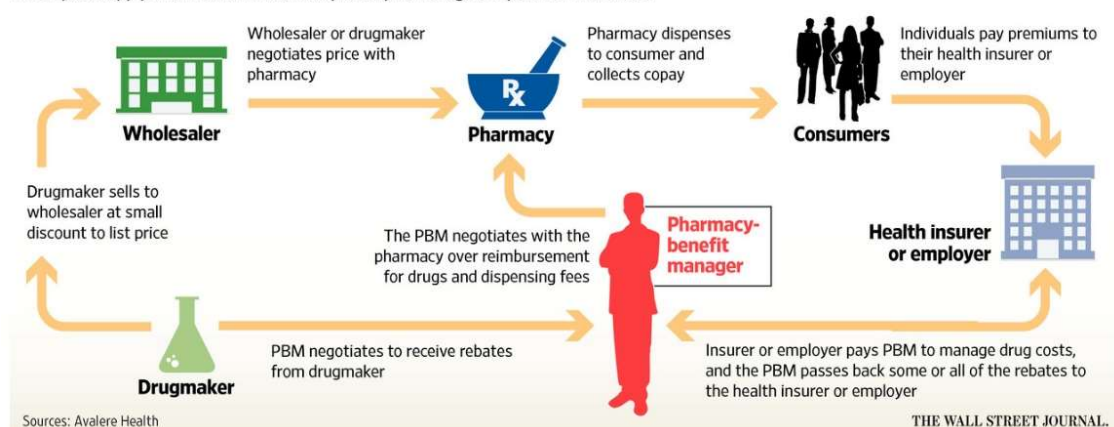 Wholesaler or drugmaker
negotiates price with
pharmacy
Pharmacy dispenses
to consumer and
collects copay
Individuals pay premiums to
their health insurer or
employer
Rx
Wholesaler
Pharmacy
Consumers
Drugmaker sells to
wholesaler at small
discount to list price
The PBM negotiates with the
pharmacy over reimbursement
for drugs and dispensing fees
Pharmacy-
benefit
manager
Health insurer
or employer
PBM negotiates to receive rebates
from drugmaker
Drugmaker
Insurer or employer pays PBM to manage drug costs,
and the PBM passes back some or all of the rebates to
the health insurer or employer
Sources: Avalere Health
THE WALL STREET JOURNAL.